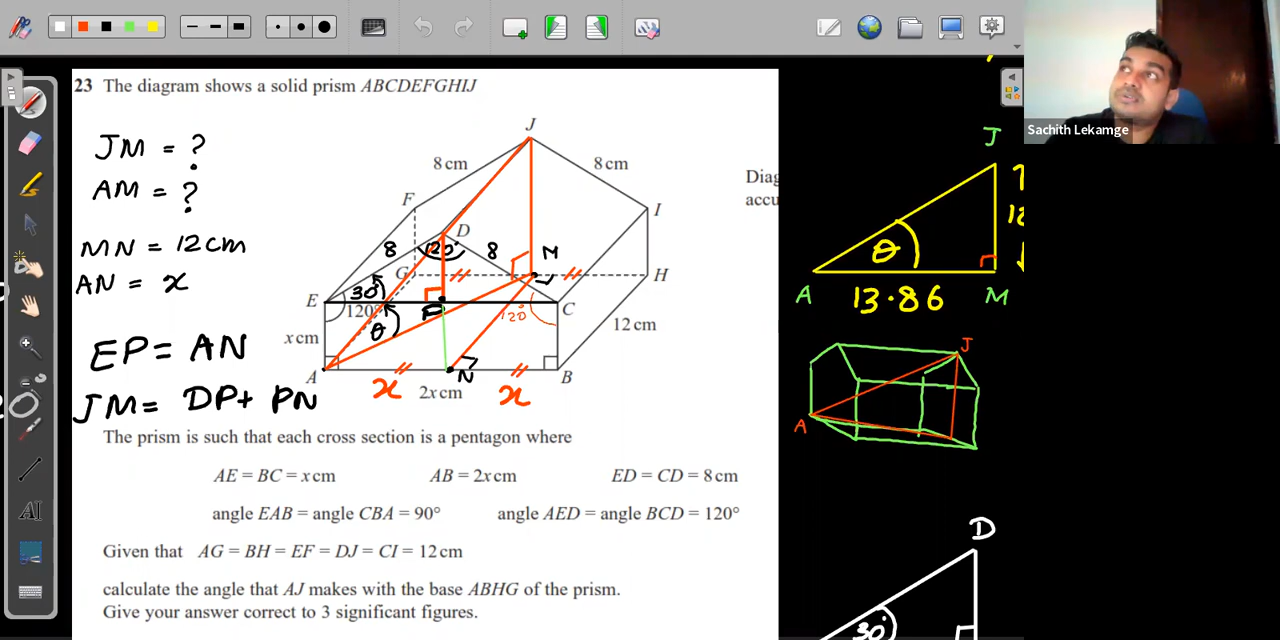 23 The diagram shows a solid prism ABCDEFGHIJ
JM = ?
AM = ?
MN = 12cm
AN = x
EP = AN
JM = DP + PN
J
8 cm
8 cm
F
I
D
8
120°
8
M
G
H
E
30°
C
120°
P
120°
θ
x cm
12 cm
A
N
B
x
2x cm
x
Diag
accu
The prism is such that each cross section is a pentagon where
AE = BC = x cm AB = 2x cm ED = CD = 8 cm
angle EAB = angle CBA = 90° angle AED = angle BCD = 120°
Given that AG = BH = EF = DJ = CI = 12 cm
calculate the angle that AJ makes with the base ABHG of the prism.
Give your answer correct to 3 significant figures.
Sachith Lekamge
J
θ
A 13.86 M
J
A
D
30°
AI